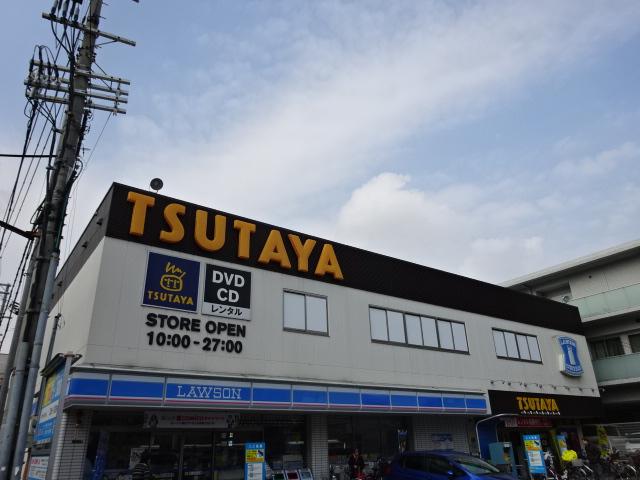 TSUTAYA
TSUTAYA
DVD
CD
レンタル
STORE OPEN
10:00-27:00
LAWSON
LAWSON
TSUTAYA